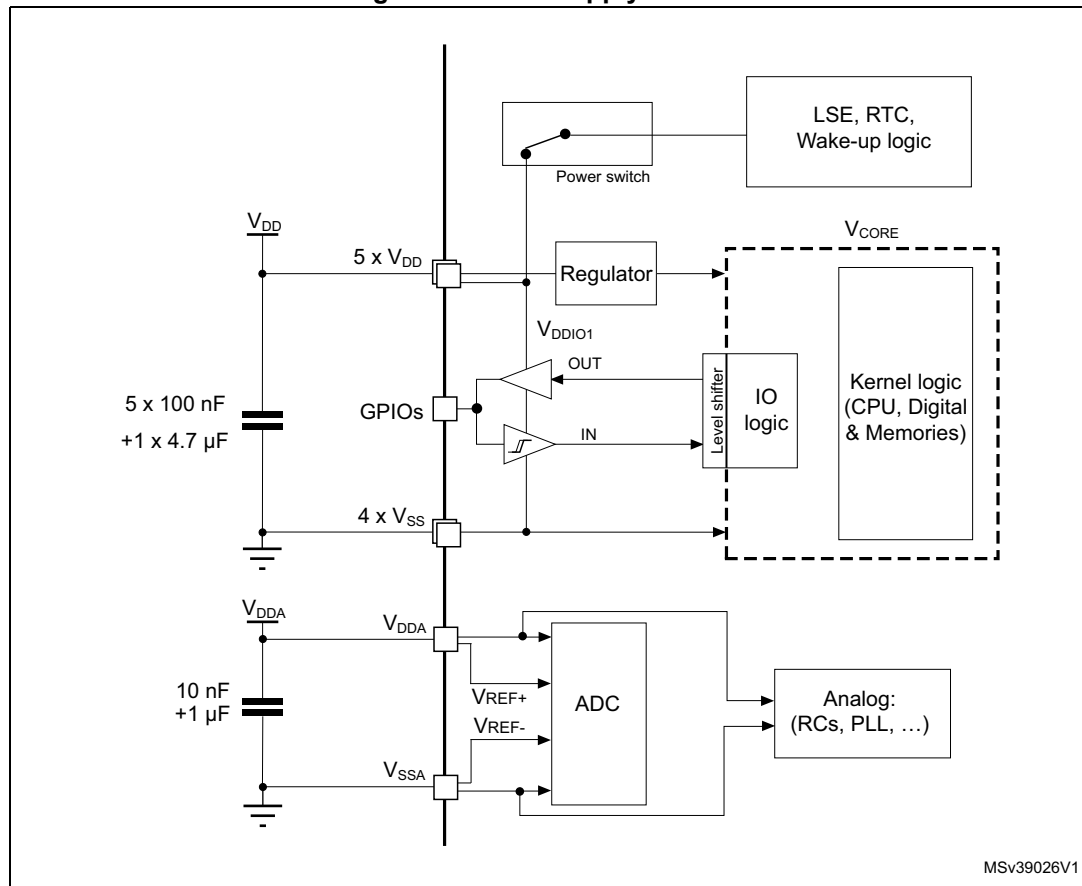 LSE, RTC,
Wake-up logic
Power switch
VDD
VCORE
5 x VDD
Regulator
VDDIO1
OUT
5 x 100 nF
+1 x 4.7 μF
GPIOs
IN
Level shifter
IO
logic
Kernel logic
(CPU, Digital
& Memories)
4 x VSS
VDDA
VDDA
10 nF
+1 μF
VREF+
VREF-
ADC
Analog:
(RCs, PLL, …)
VSSA
MSv39026V1